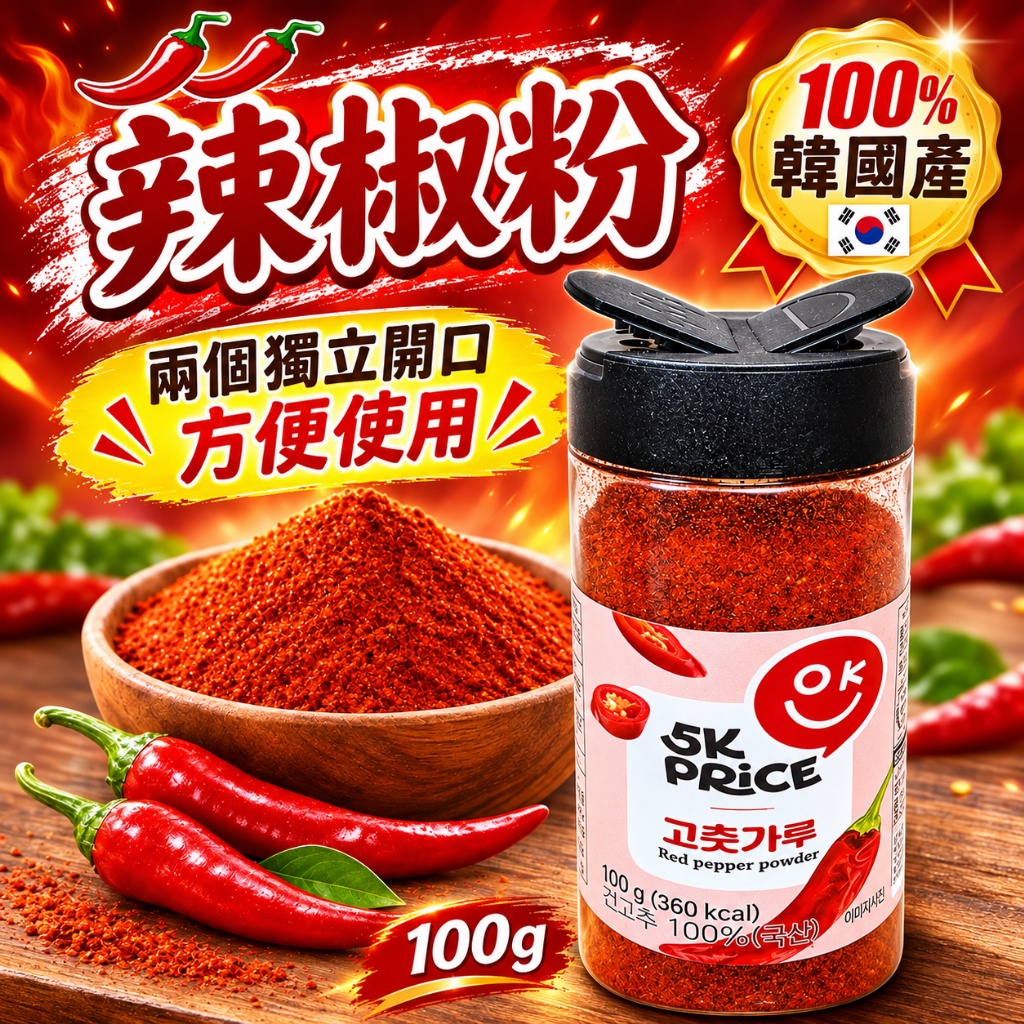 辣椒粉
100%
韓國產
兩個獨立開口
方便使用
OK
5K
PRiCE
고춧가루
Red pepper powder
100 g (360 kcal)
건고추 100%(국산)
이미지사진
100g